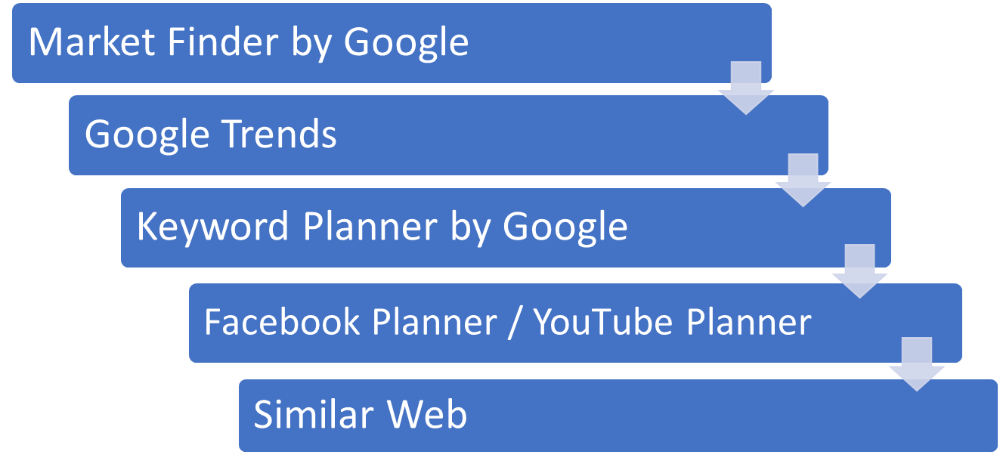 Market Finder by Google
Google Trends
Keyword Planner by Google
Facebook Planner / YouTube Planner
Similar Web